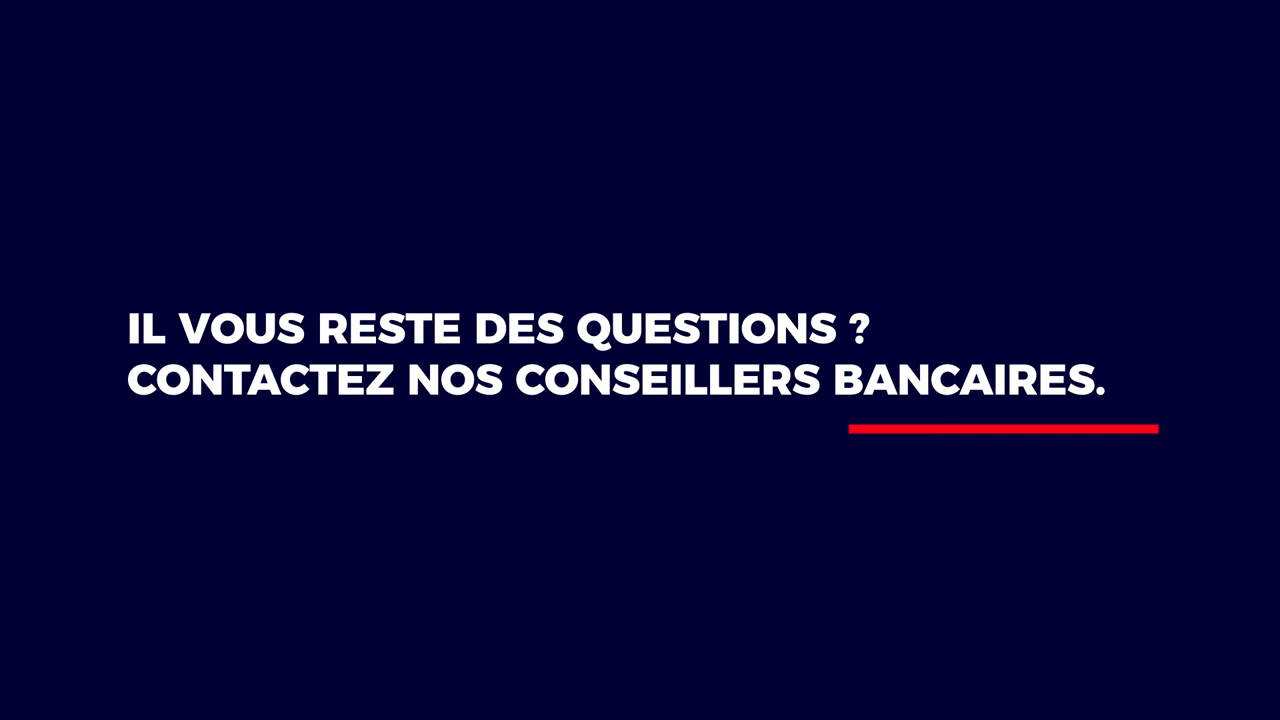 IL VOUS RESTE DES QUESTIONS ?
CONTACTEZ NOS CONSEILLERS BANCAIRES.